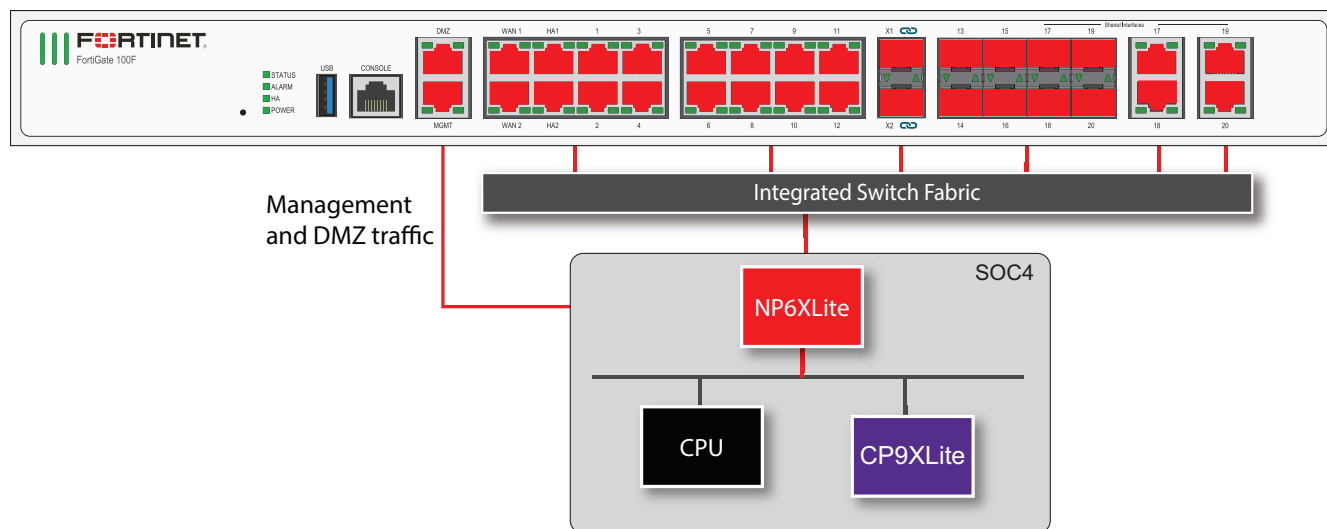 FORTINET
FortiGate 100F
STATUS
ALARM
HA
POWER
USB
CONSOLE
DMZ
MGMT
WAN 1 HA1 1 3
WAN 2 HA2 2 4
5 7 9 11
6 8 10 12
X1
X2
Shared Interfaces
13 15 17 19
14 16 18 20
17
18
19
20
Management
and DMZ traffic
Integrated Switch Fabric
SOC4
NP6XLite
CPU
CP9XLite